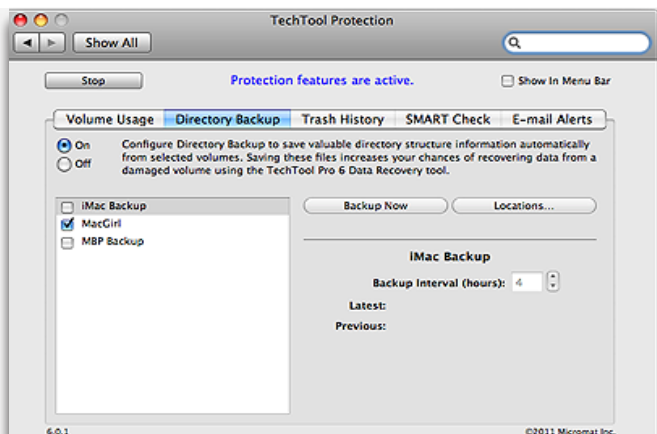 TechTool Protection
Show All
Stop
Protection features are active.
Show In Menu Bar
Volume Usage
Directory Backup
Trash History
SMART Check
E-mail Alerts
On
Off
Configure Directory Backup to save valuable directory structure information automatically
from selected volumes. Saving these files increases your chances of recovering data from a
damaged volume using the TechTool Pro 6 Data Recovery tool.
iMac Backup
MacGirl
MBP Backup
Backup Now
Locations...
iMac Backup
Backup Interval (hours): 4
Latest:
Previous:
6.0.1
©2011 Micromat Inc.